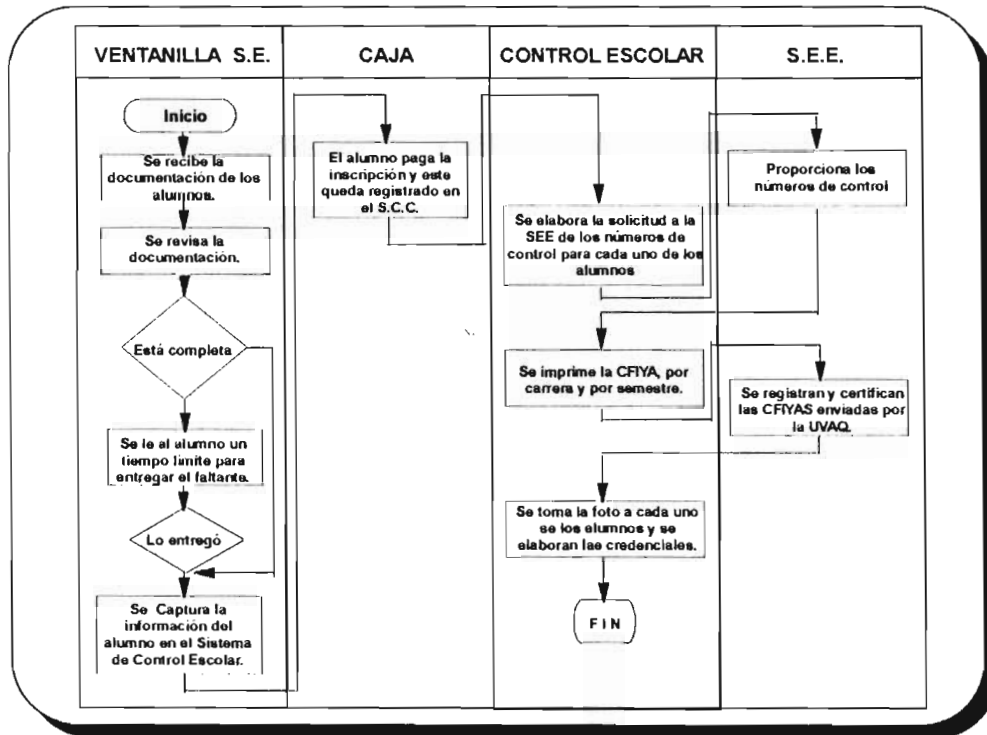 VENTANILLA S.E.
CAJA
CONTROL ESCOLAR
S.E.E.
Inicio
Se recibe la
documentación de los
alumnos.
Se revisa la
documentación.
Está completa
Se le al alumno un
tiempo límite para
entregar el faltante.
Lo entregó
Se Captura la
información del
alumno en el Sistema
de Control Escolar.
El alumno paga la
inscripción y este
queda registrado en
el S.C.C.
Se elabora la solicitud a la
SEE de los números de
control para cada uno de los
alumnos
Proporciona los
números de control
Se imprime la CFIYA, por
carrera y por semestre.
Se registran y certifican
las CFIYAS enviadas por
la UVAQ.
Se toma la foto a cada uno
se los elumnos y se
elaboran lae credenciales.
FIN